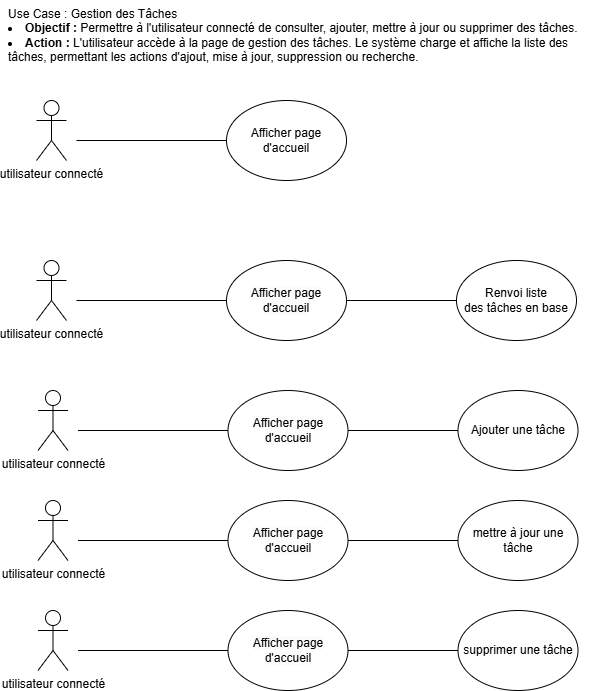 Use Case : Gestion des Tâches
• Objectif : Permettre à l'utilisateur connecté de consulter, ajouter, mettre à jour ou supprimer des tâches.
• Action : L'utilisateur accède à la page de gestion des tâches. Le système charge et affiche la liste des
tâches, permettant les actions d'ajout, mise à jour, suppression ou recherche.
Afficher page
d'accueil
utilisateur connecté
Afficher page
d'accueil
Renvoi liste
des tâches en base
utilisateur connecté
Afficher page
d'accueil
Ajouter une tâche
utilisateur connecté
Afficher page
d'accueil
mettre à jour une
tâche
utilisateur connecté
Afficher page
d'accueil
supprimer une tâche
utilisateur connecté